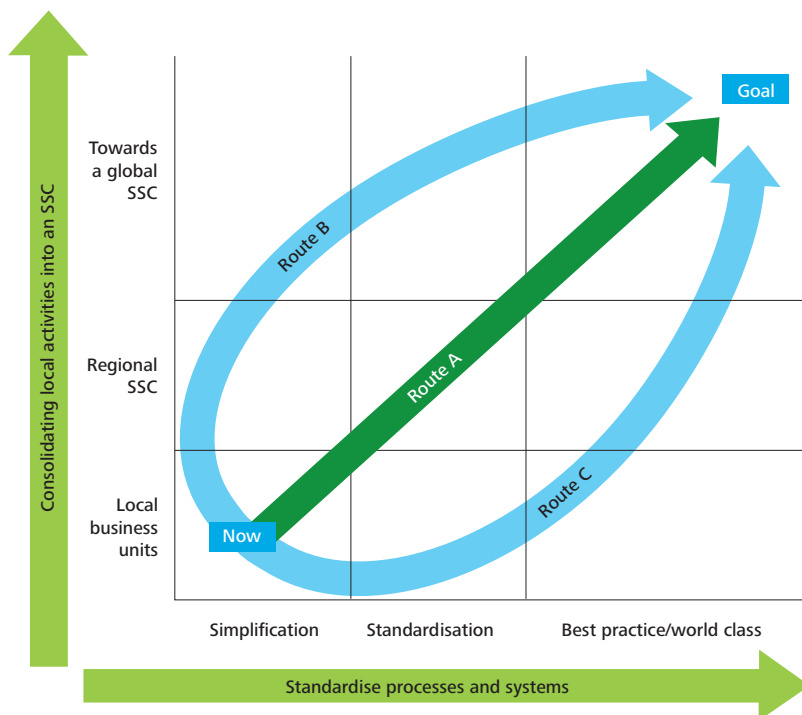 Consolidating local activities into an SSC
Goal
Towards
a global
SSC
Route B
Regional
SSC
Route A
Route C
Local
business
units
Now
Simplification
Standardisation
Best practice/world class
Standardise processes and systems